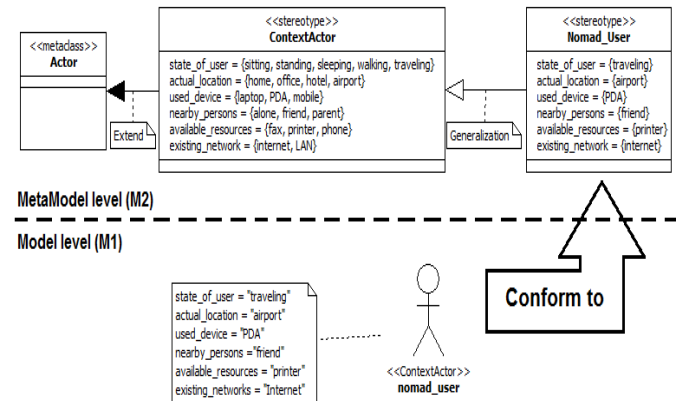 <<metaclass>>
Actor
Extend
<<stereotype>>
ContextActor
state_of_user = {sitting, standing, sleeping, walking, traveling}
actual_location = {home, office, hotel, airport}
used_device = {laptop, PDA, mobile}
nearby_persons = {alone, friend, parent}
available_resources = {fax, printer, phone}
existing_network = {internet, LAN}
Generalization
<<stereotype>>
Nomad_User
state_of_user = {traveling}
actual_location = {airport}
used_device = {PDA}
nearby_persons = {friend}
available_resources = {printer}
existing_network = {internet}
MetaModel level (M2)
Model level (M1)
Conform to
state_of_user = "traveling"
actual_location = "airport"
used_device = "PDA"
nearby_persons ="friend"
available_resources = "printer"
existing_networks = "Internet"
<<ContextActor>>
nomad_user